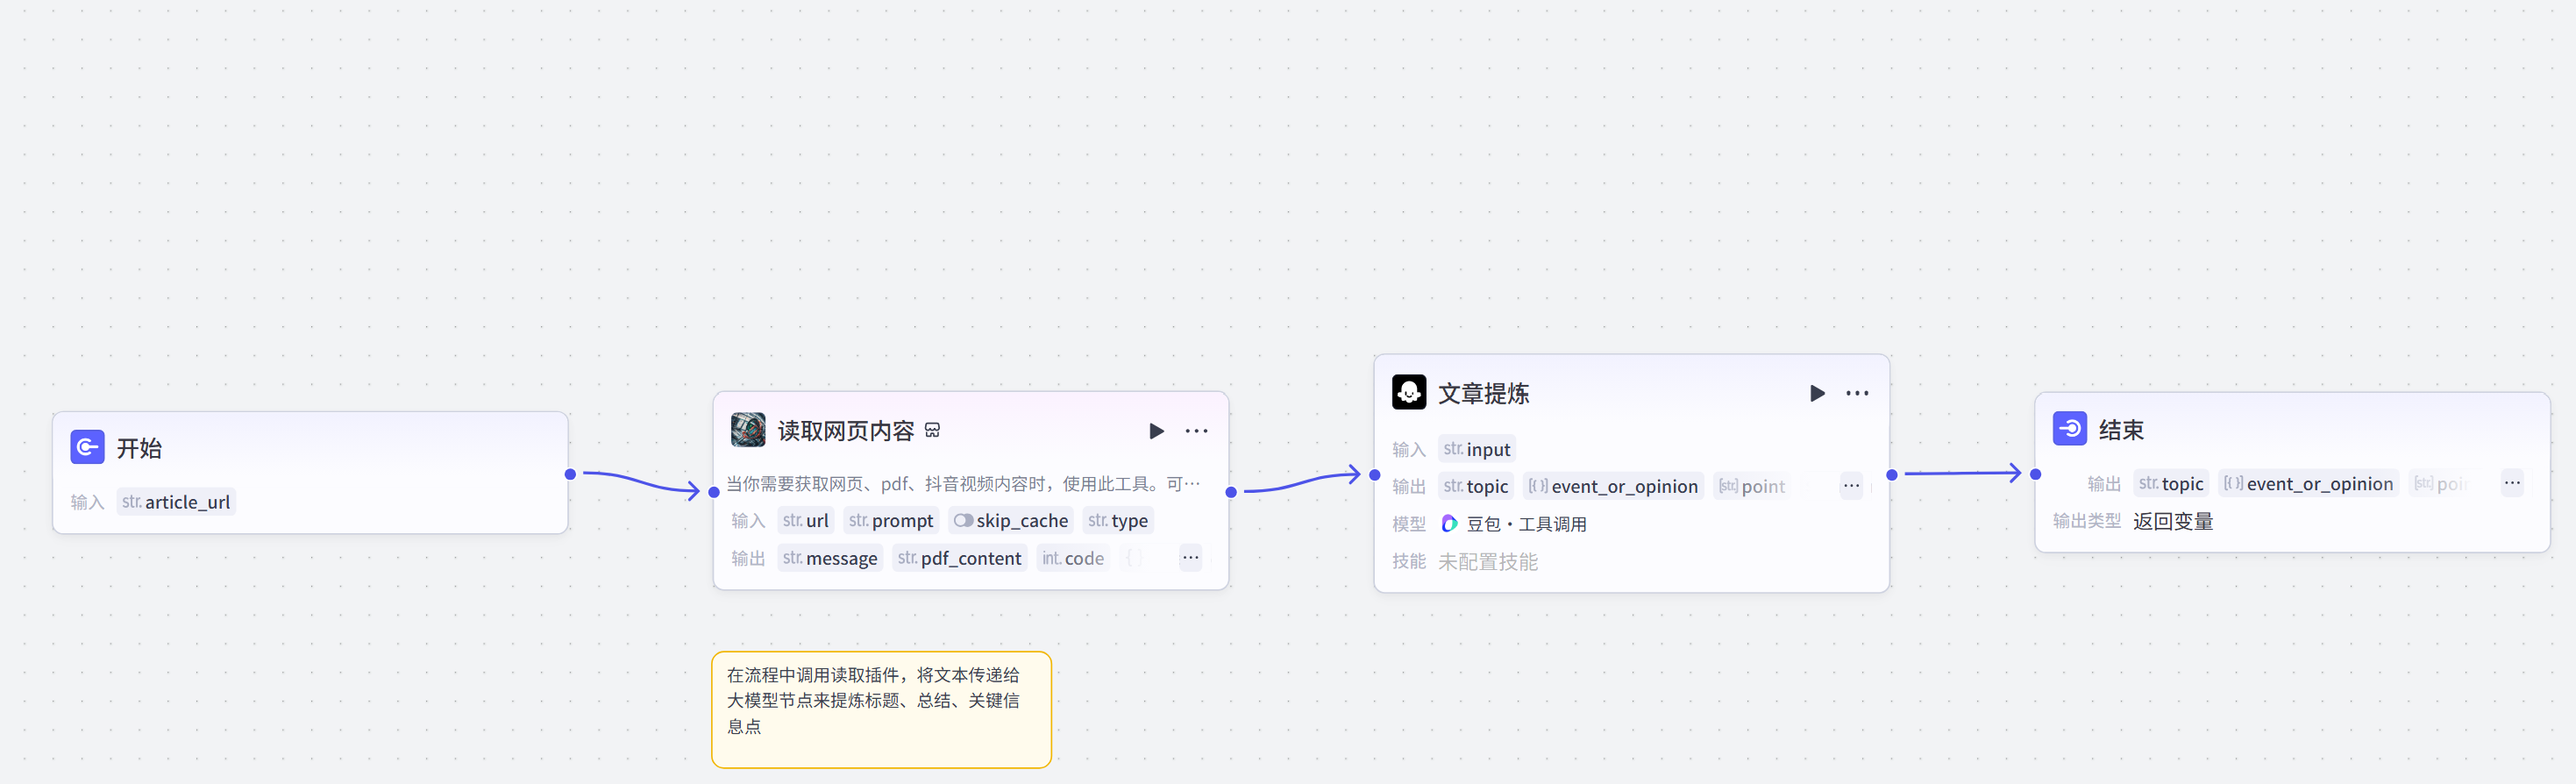 开始
输入 str. article_url
读取网页内容
当你需要获取网页、pdf、抖音视频内容时，使用此工具。可…
输入 str. url str. prompt skip_cache str. type
输出 str. message str. pdf_content int. code {} ...
文章提炼
输入 str. input
输出 str. topic [{}] event_or_opinion [str] point ...
模型 豆包·工具调用
技能 未配置技能
结束
输出 str. topic [{}] event_or_opinion [str] poin ...
输出类型 返回变量
在流程中调用读取插件，将文本传递给
大模型节点来提炼标题、总结、关键信
息点